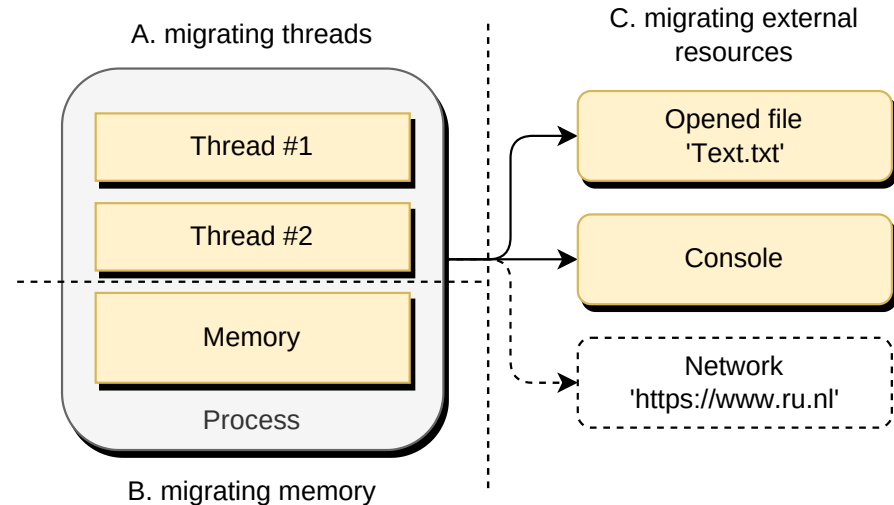 A. migrating threads
Thread #1
Thread #2
Memory
Process
B. migrating memory
C. migrating external
resources
Opened file
'Text.txt'
Console
Network
'https://www.ru.nl'